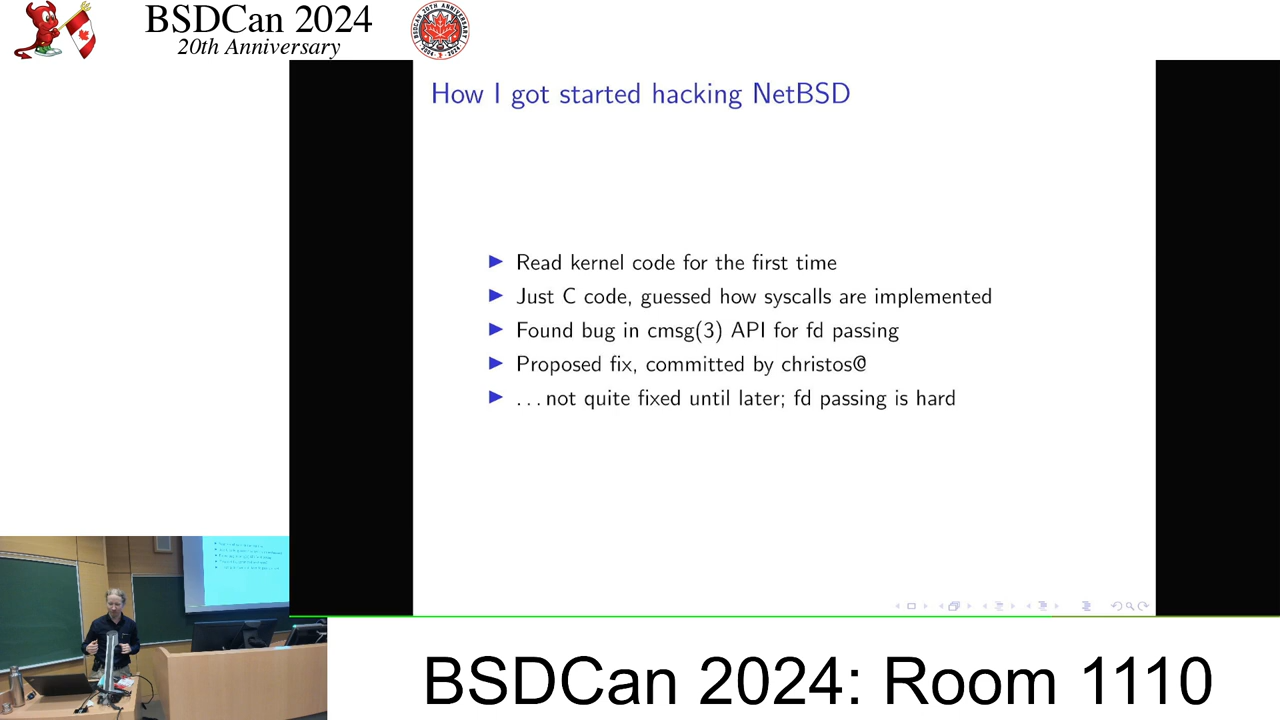 BSDCan 2024
20th Anniversary
How I got started hacking NetBSD
Read kernel code for the first time
Just C code, guessed how syscalls are implemented
Found bug in cmsg(3) API for fd passing
Proposed fix, committed by christos@
...not quite fixed until later; fd passing is hard
BSDCan 2024: Room 1110